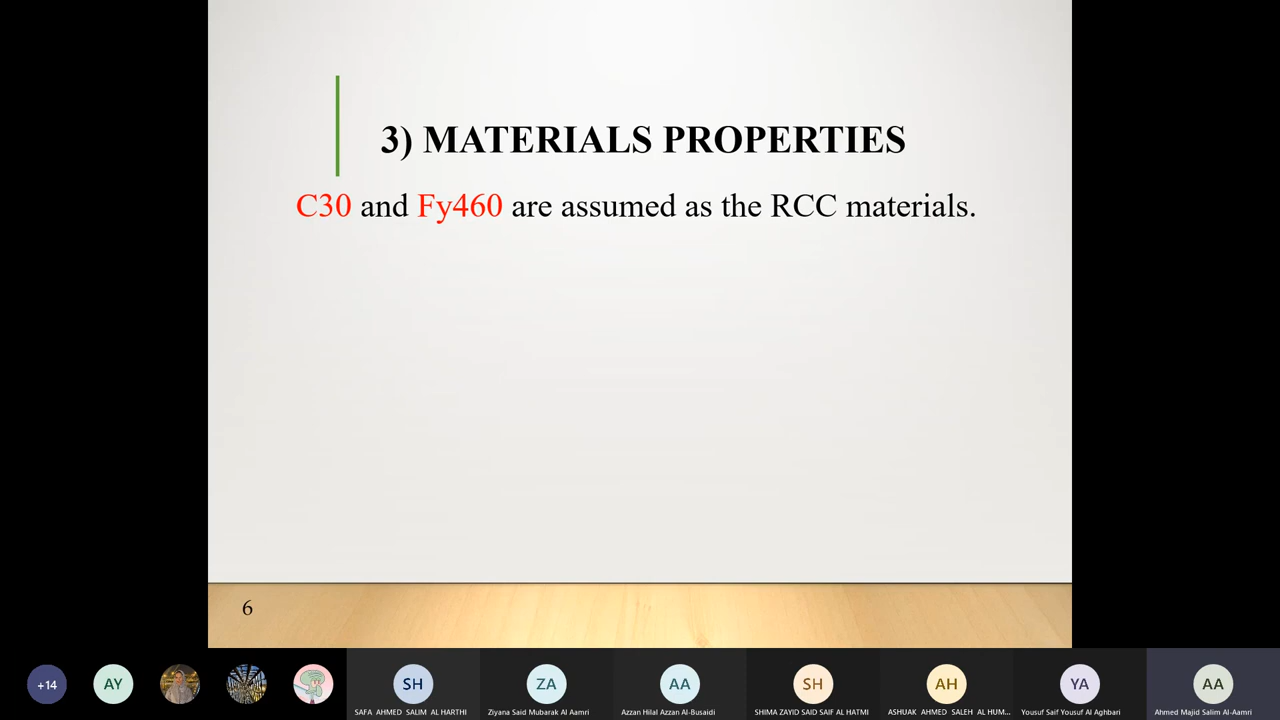 3) MATERIALS PROPERTIES
C30 and Fy460 are assumed as the RCC materials.
6
+14
AY
SH
ZA
AA
SH
AH
YA
AA
SAFA AHMED SALIM AL HARTHI
Ziyana Said Mubarak Al Aamri
Azzan Hilal Azzan Al-Busaidi
SHIMA ZAYID SAID SAIF AL HATMI
ASHUAK AHMED SALEH AL HUM...
Yousuf Saif Yousuf Al Aghbari
Ahmed Majid Salim Al-Aamri